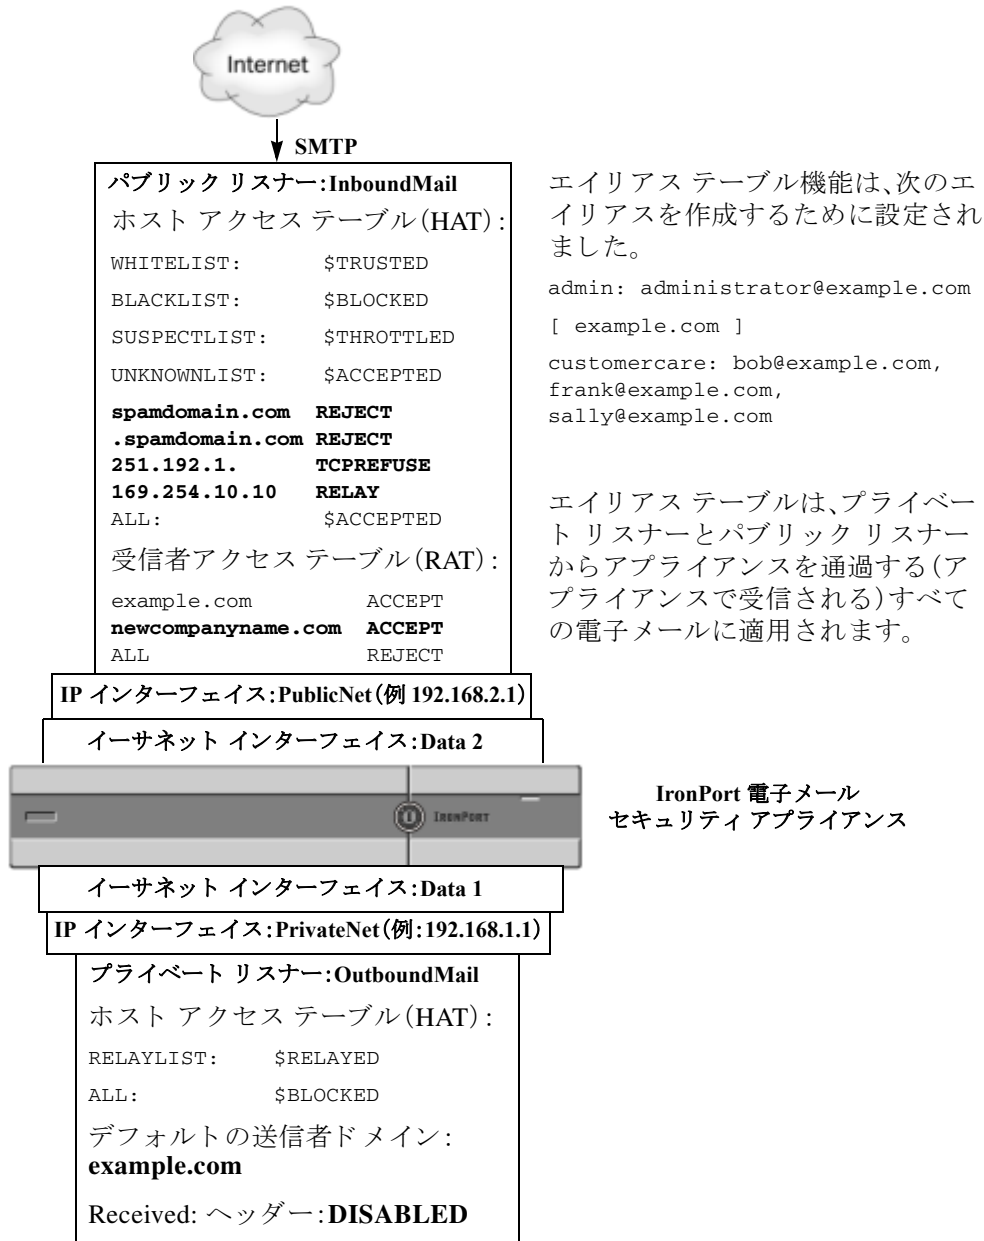 Internet
SMTP
パブリック リスナー:InboundMail
ホスト アクセス テーブル(HAT):
WHITELIST: $TRUSTED
BLACKLIST: $BLOCKED
SUSPECTLIST: $THROTTLED
UNKNOWNLIST: $ACCEPTED
spamdomain.com REJECT
.spamdomain.com REJECT
251.192.1. TCPREFUSE
169.254.10.10 RELAY
ALL: $ACCEPTED
受信者アクセス テーブル(RAT):
example.com ACCEPT
newcompanyname.com ACCEPT
ALL REJECT
エイリアス テーブル機能は、次のエ
イリアスを作成するために設定され
ました。
admin: administrator@example.com
[ example.com ]
customercare: bob@example.com,
frank@example.com,
sally@example.com
エイリアス テーブルは、プライベー
ト リスナーとパブリック リスナー
からアプライアンスを通過する(ア
プライアンスで受信される)すべて
の電子メールに適用されます。
IP インターフェイス:PublicNet(例 192.168.2.1)
イーサネット インターフェイス:Data 2
IRONPORT
IronPort 電子メール
セキュリティ アプライアンス
イーサネット インターフェイス:Data 1
IP インターフェイス:PrivateNet(例:192.168.1.1)
プライベート リスナー:OutboundMail
ホスト アクセス テーブル(HAT):
RELAYLIST: $RELAYED
ALL: $BLOCKED
デフォルトの送信者ドメイン:
example.com
Received: ヘッダー:DISABLED